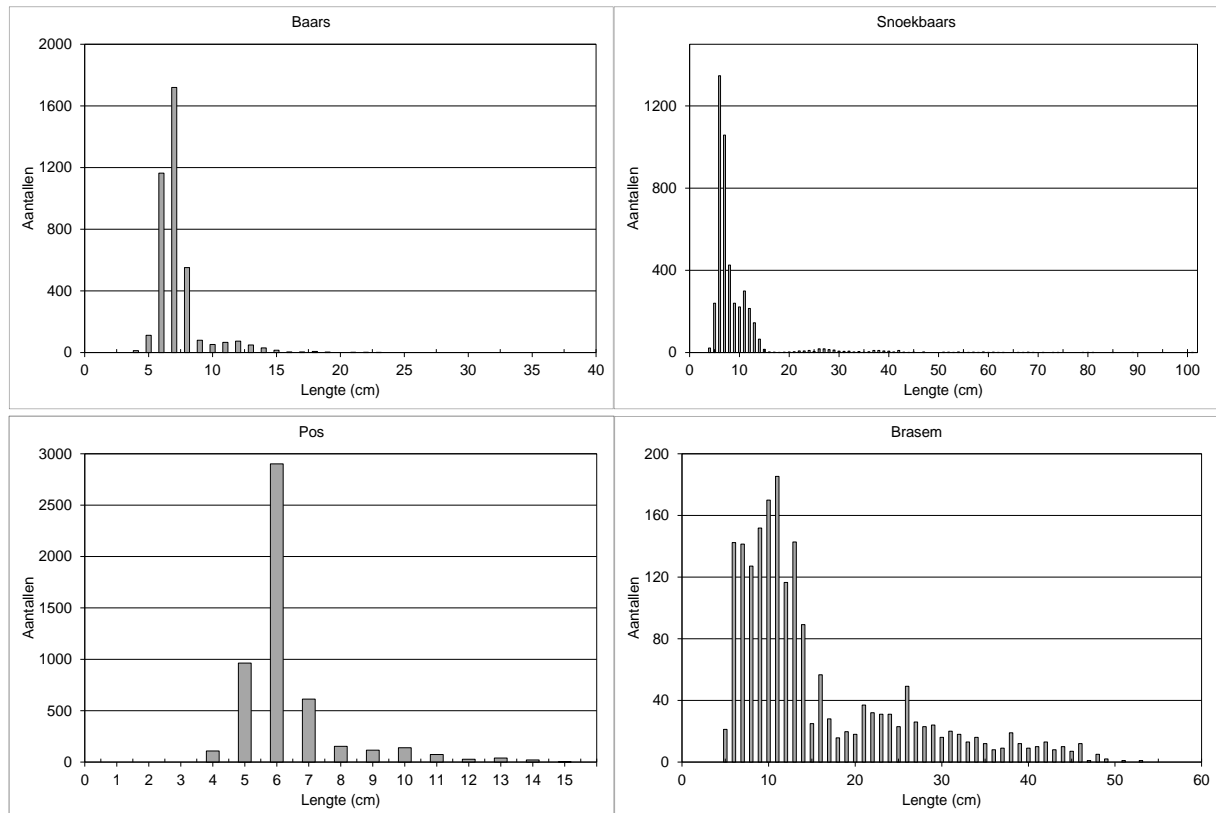 Baars
2000
1600
1200
800
400
0
Aantallen
0 5 10 15 20 25 30 35 40
Lengte (cm)
Snoekbaars
1200
800
400
0
Aantallen
0 10 20 30 40 50 60 70 80 90 100
Lengte (cm)
Pos
3000
2500
2000
1500
1000
500
0
Aantallen
0 1 2 3 4 5 6 7 8 9 10 11 12 13 14 15
Lengte (cm)
Brasem
200
160
120
80
40
0
Aantallen
0 10 20 30 40 50 60
Lengte (cm)